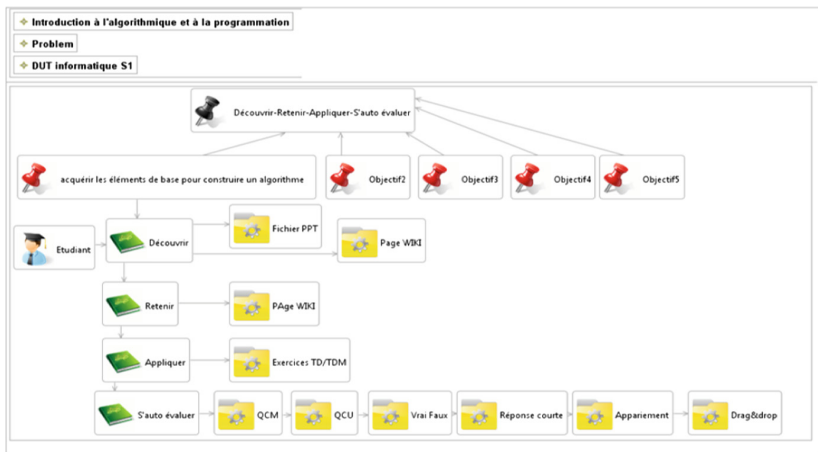 Introduction à l'algorithmique et à la programmation
Problem
DUT informatique S1
Découvrir-Retenir-Appliquer-S'auto évaluer
acquérir les éléments de base pour construire un algorithme
Objectif2
Objectif3
Objectif4
Objectif5
Etudiant
Découvrir
Fichier PPT
Page WIKI
Retenir
PAge WIKI
Appliquer
Exercices TD/TDM
S'auto évaluer
QCM
QCU
Vrai Faux
Réponse courte
Appariement
Drag&drop